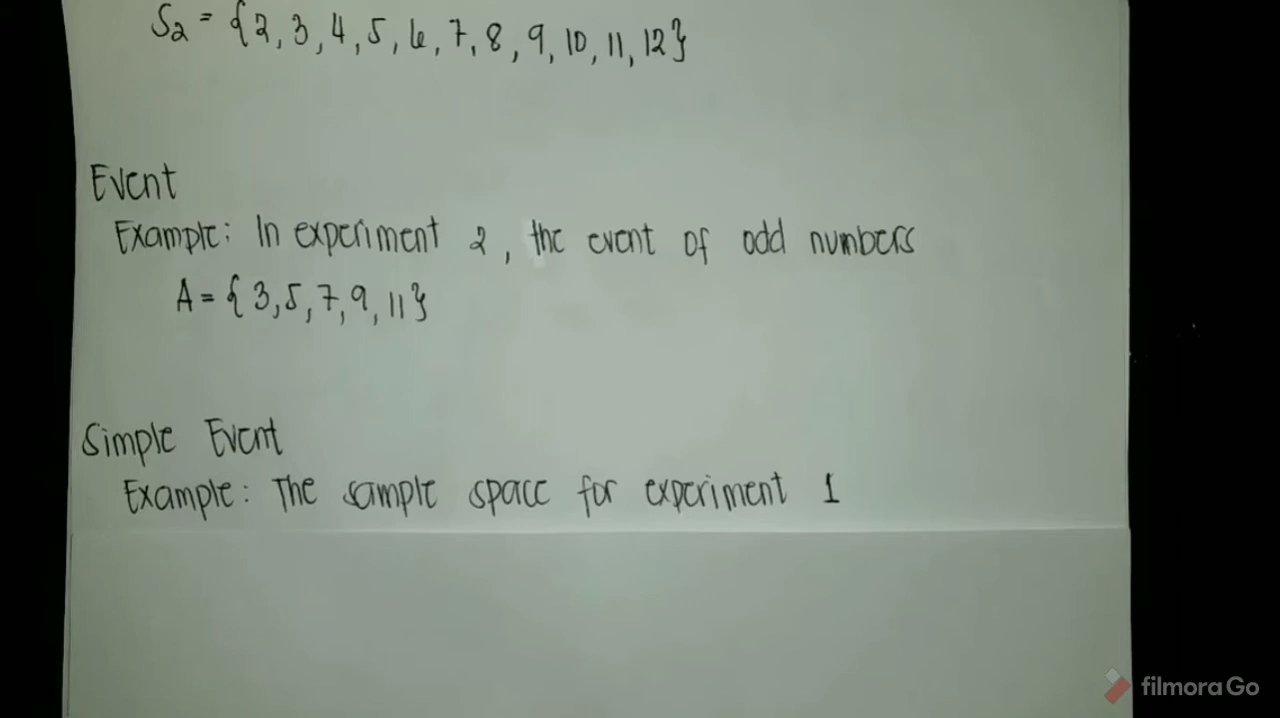 S₂ = {2, 3, 4, 5, 6, 7, 8, 9, 10, 11, 12}
Event
Example: In experiment 2, the event of odd numbers
A = {3, 5, 7, 9, 11}
Simple Event
Example: The sample space for experiment 1
filmoraGo